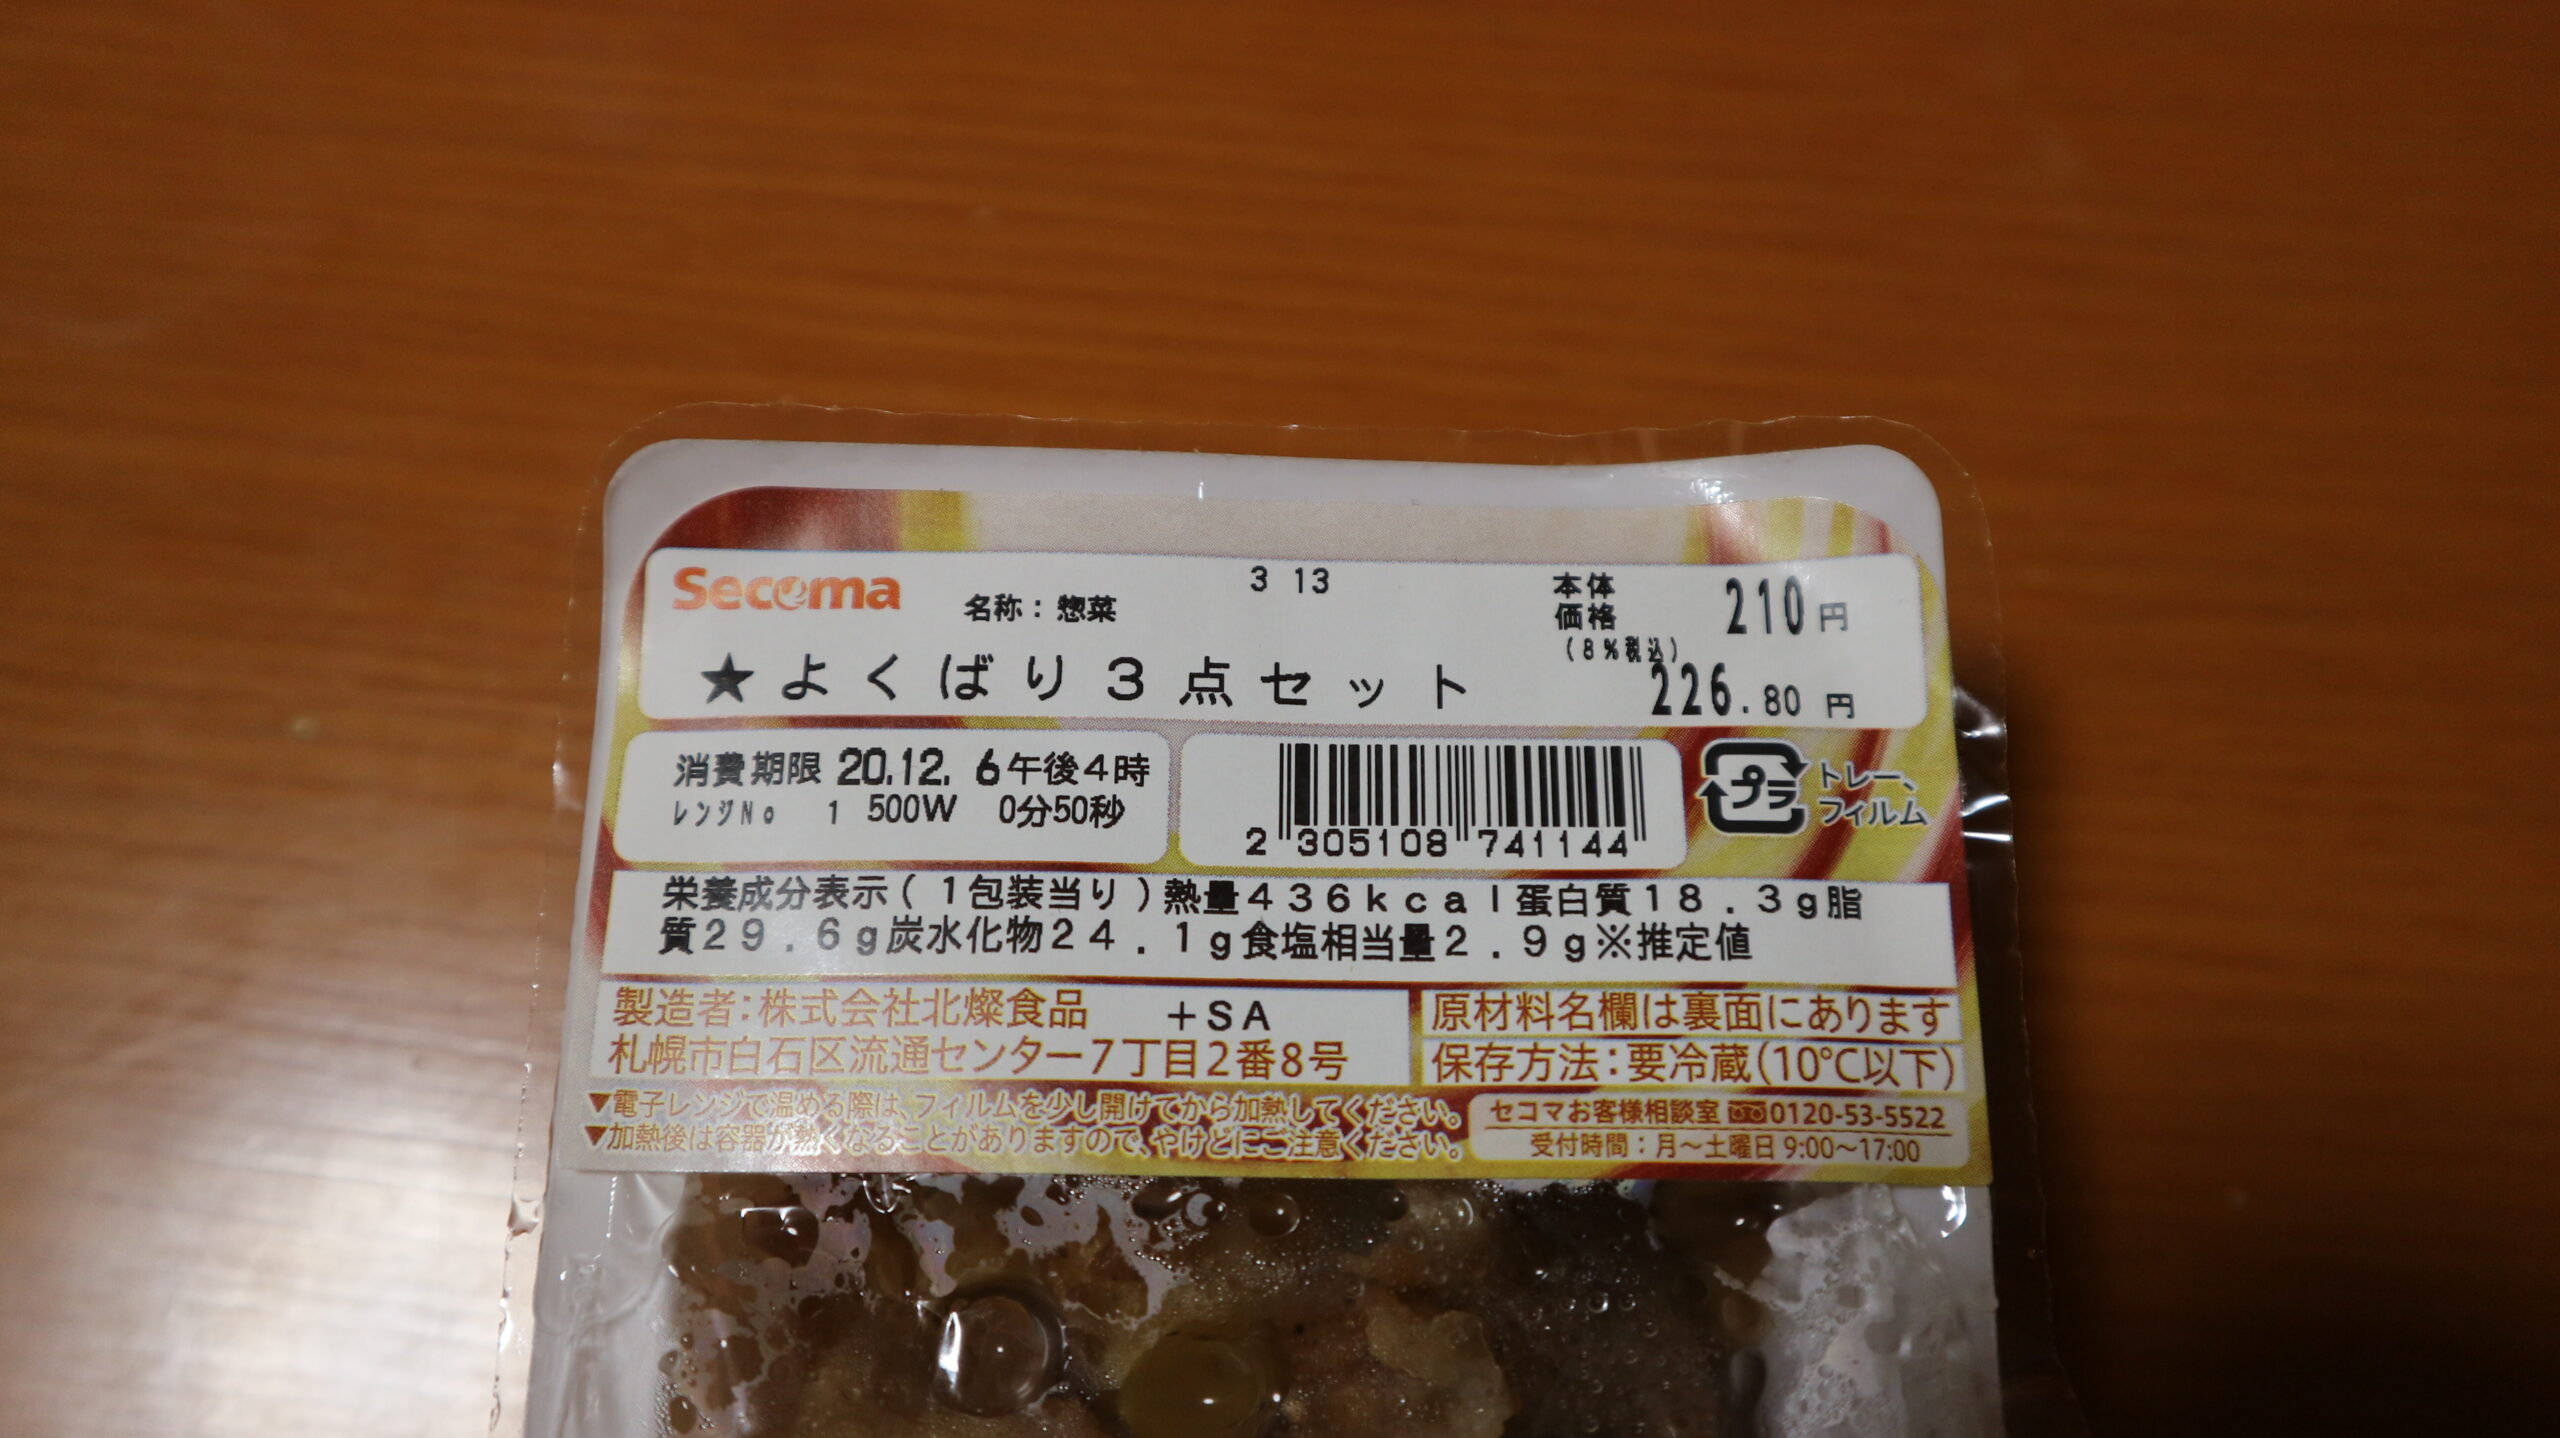 Secoma
名称：惣菜
3 13
本体
価格
210円
(8%税込)
226.80円
★よくばり３点セット
消費期限 20.12. 6午後4時
ﾚﾝｼﾞNo 1 500W 0分50秒
2 305108 741144
プラ
トレー、
フィルム
栄養成分表示(１包装当り)熱量４３６ｋｃａｌ蛋白質１８．３ｇ脂
質２９．６ｇ炭水化物２４．１ｇ食塩相当量２．９ｇ※推定値
製造者：株式会社北燦食品 ＋ＳＡ
札幌市白石区流通センター7丁目2番8号
原材料名欄は裏面にあります
保存方法：要冷蔵(10℃以下)
▼電子レンジで温める際は、フィルムを少し開けてから加熱してください。
▼加熱後は容器が熱くなることがありますので、やけどにご注意ください。
セコマお客様相談室 0120-53-5522
受付時間：月〜土曜日 9:00〜17:00